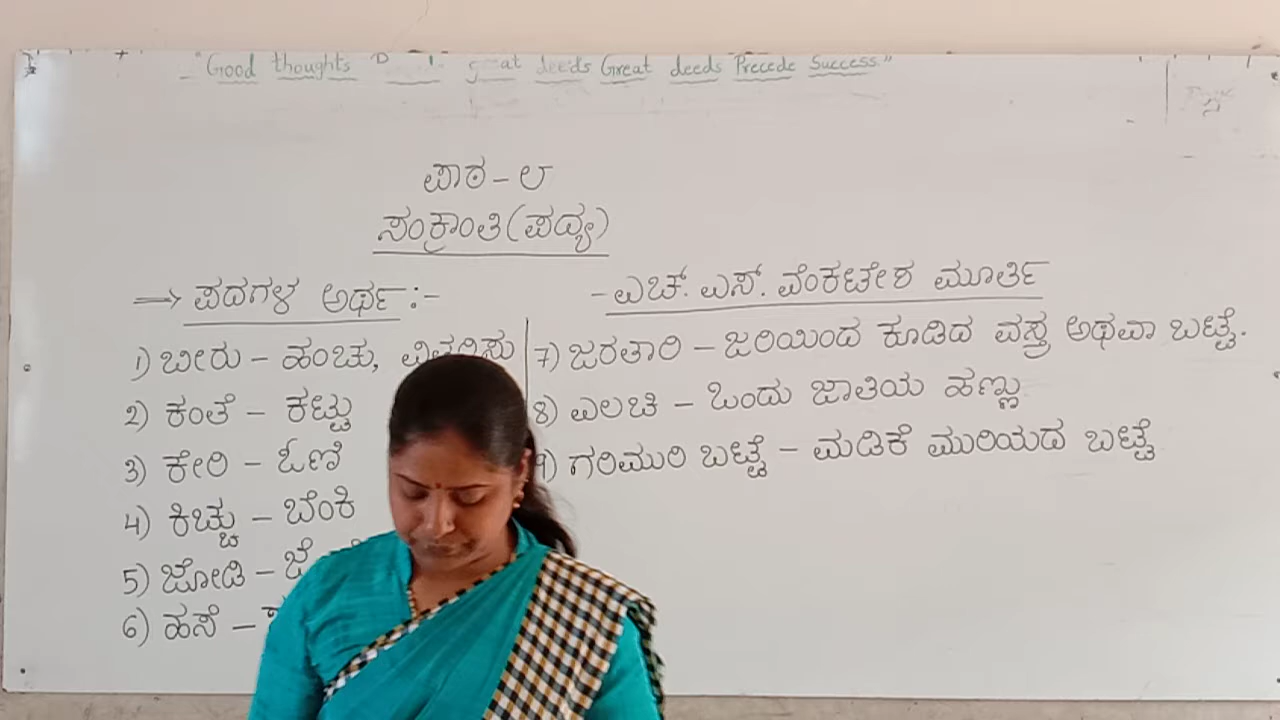 "Good thoughts great deeds Great deeds Precede Success"
ಪಾಠ - ೮
ಸಂಕ್ರಾಂತಿ (ಪದ್ಯ)
- ಎಚ್. ಎಸ್. ವೆಂಕಟೇಶ ಮೂರ್ತಿ
→ ಪದಗಳ ಅರ್ಥ :-
1) ಬೀರು - ಹಂಚು,
2) ಕಂತೆ - ಕಟ್ಟು
3) ಕೇರಿ - ಓಣಿ
4) ಕಿಚ್ಚು - ಬೆಂಕಿ
5) ಜೋಡಿ -
6) ಹಸೆ -
7) ಜರತಾರಿ - ಜರಿಯಿಂದ ಕೂಡಿದ ವಸ್ತ್ರ ಅಥವಾ ಬಟ್ಟೆ.
8) ಎಲಚಿ - ಒಂದು ಜಾತಿಯ ಹಣ್ಣು
9) ಗರಿಮುರಿ ಬಟ್ಟೆ - ಮಡಿಕೆ ಮುರಿಯದ ಬಟ್ಟೆ